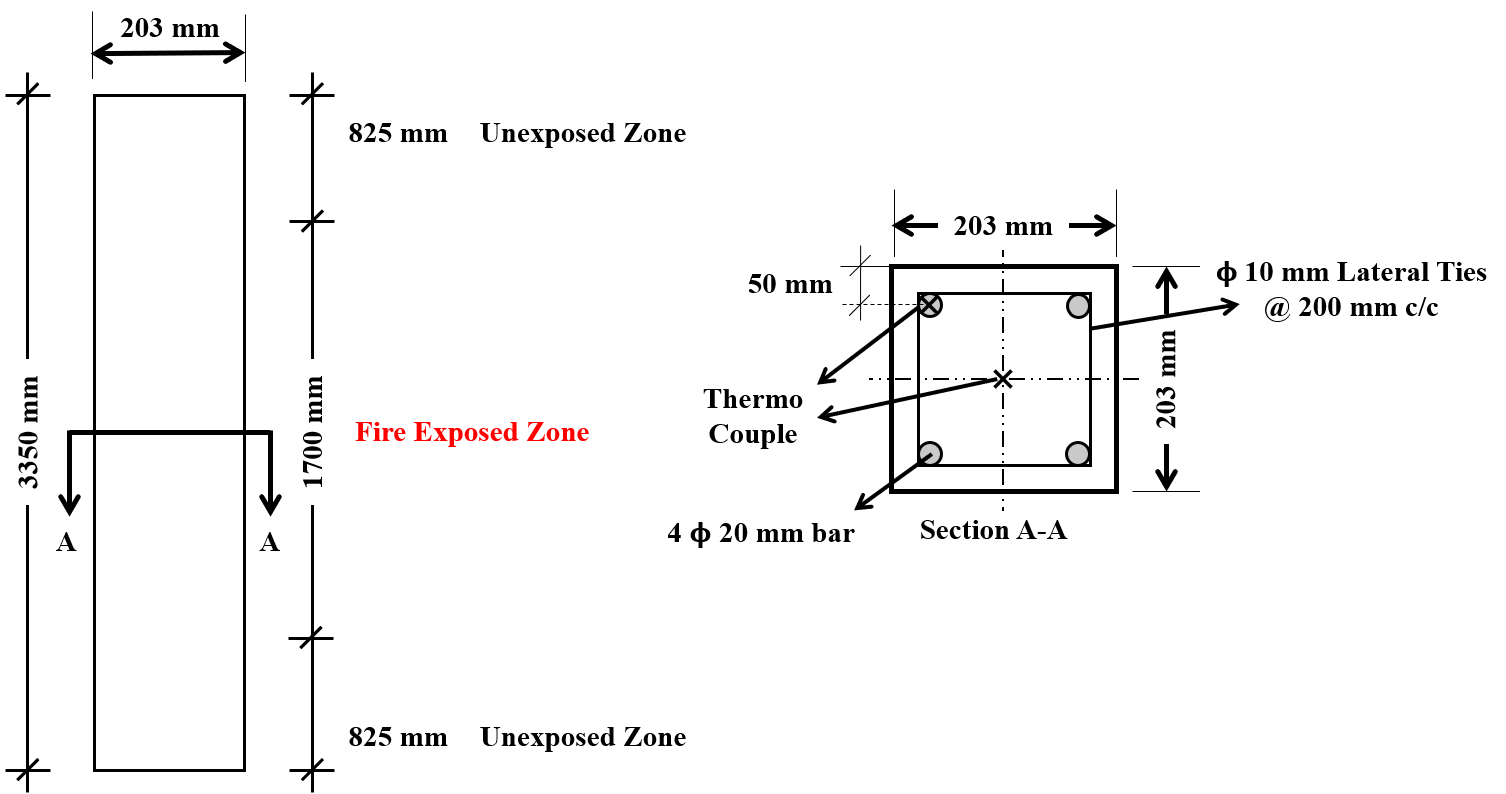 203 mm
825 mm Unexposed Zone
3350 mm
1700 mm
Fire Exposed Zone
A
A
825 mm Unexposed Zone
203 mm
50 mm
ϕ 10 mm Lateral Ties
@ 200 mm c/c
203 mm
Thermo
Couple
4 ϕ 20 mm bar
Section A-A